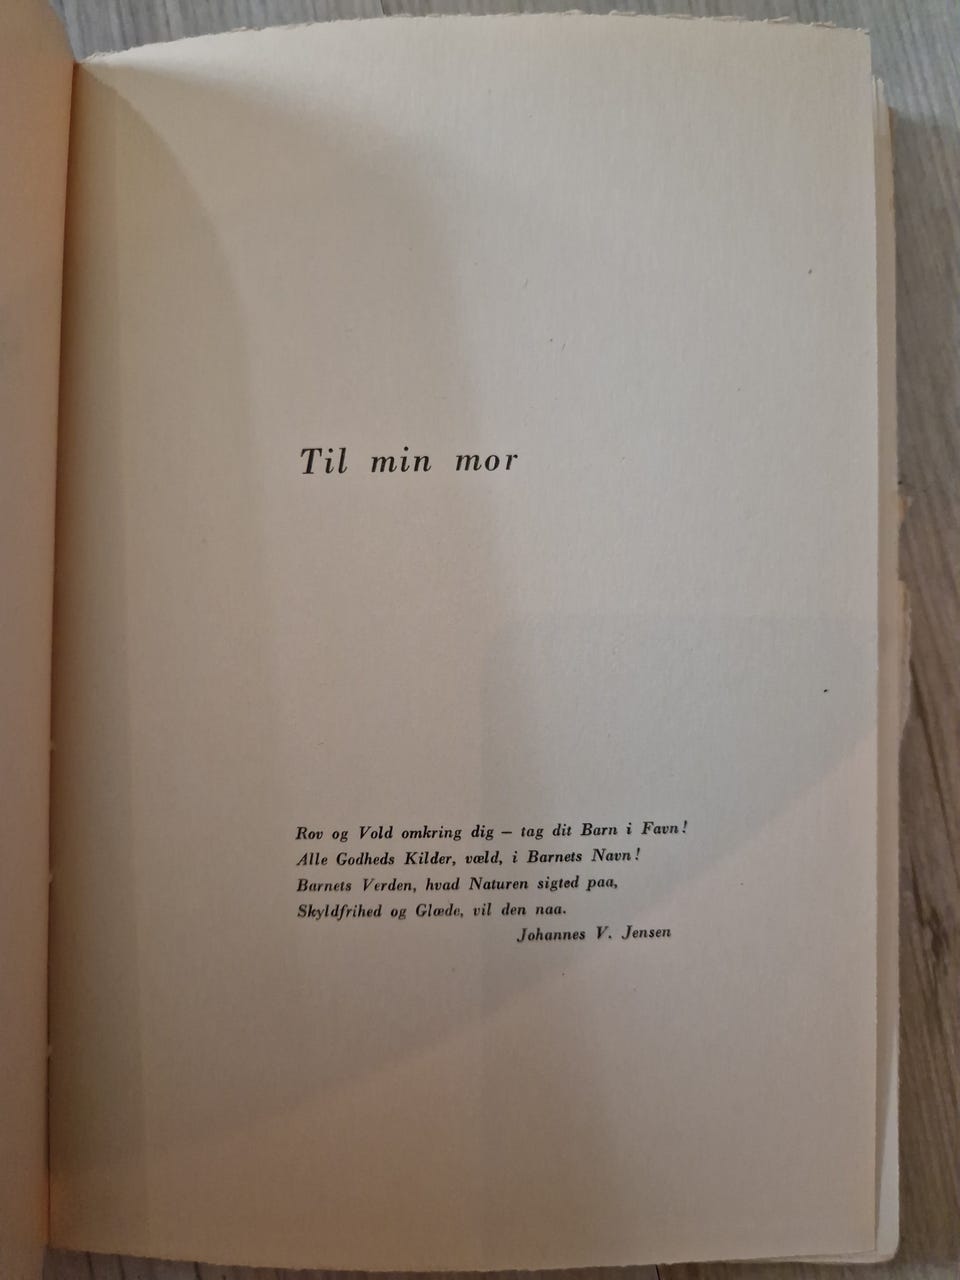 Til min mor
Rov og Vold omkring dig – tag dit Barn i Favn!
Alle Godheds Kilder, væld, i Barnets Navn!
Barnets Verden, hvad Naturen sigted paa,
Skyldfrihed og Glæde, vil den naa.
Johannes V. Jensen